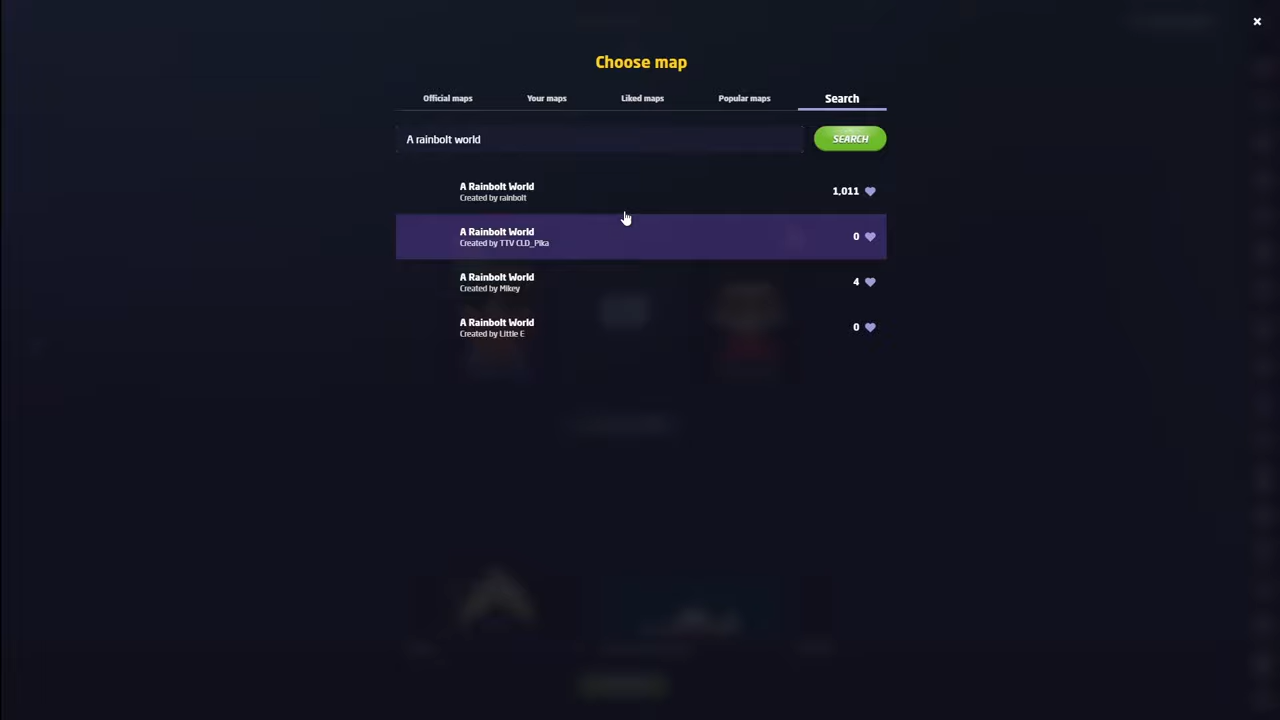 ×
Choose map
Official maps
Your maps
Liked maps
Popular maps
Search
A rainbolt world
SEARCH
A Rainbolt World
Created by rainbolt
1,011
A Rainbolt World
Created by TTV CLD_Pika
0
A Rainbolt World
Created by Mikey
4
A Rainbolt World
Created by Little E
0